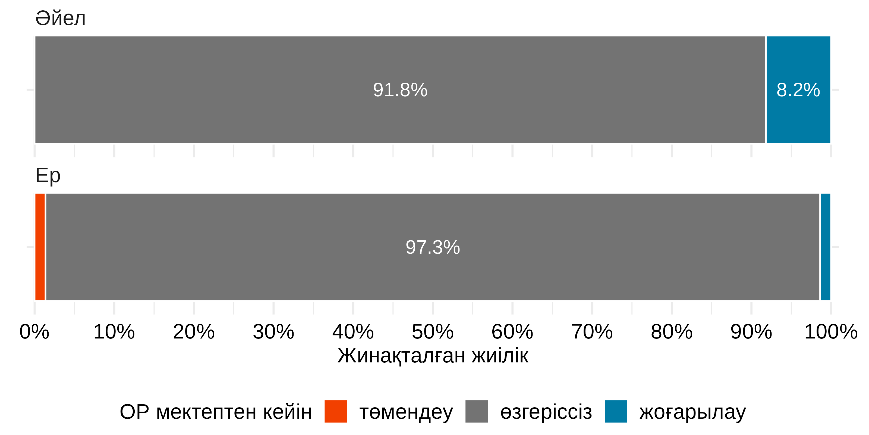 Әйел
91.8%
8.2%
Ер
97.3%
0% 10% 20% 30% 40% 50% 60% 70% 80% 90% 100%
Жинақталған жиілік
ОР мектептен кейін төмендеу өзгеріссіз жоғарылау